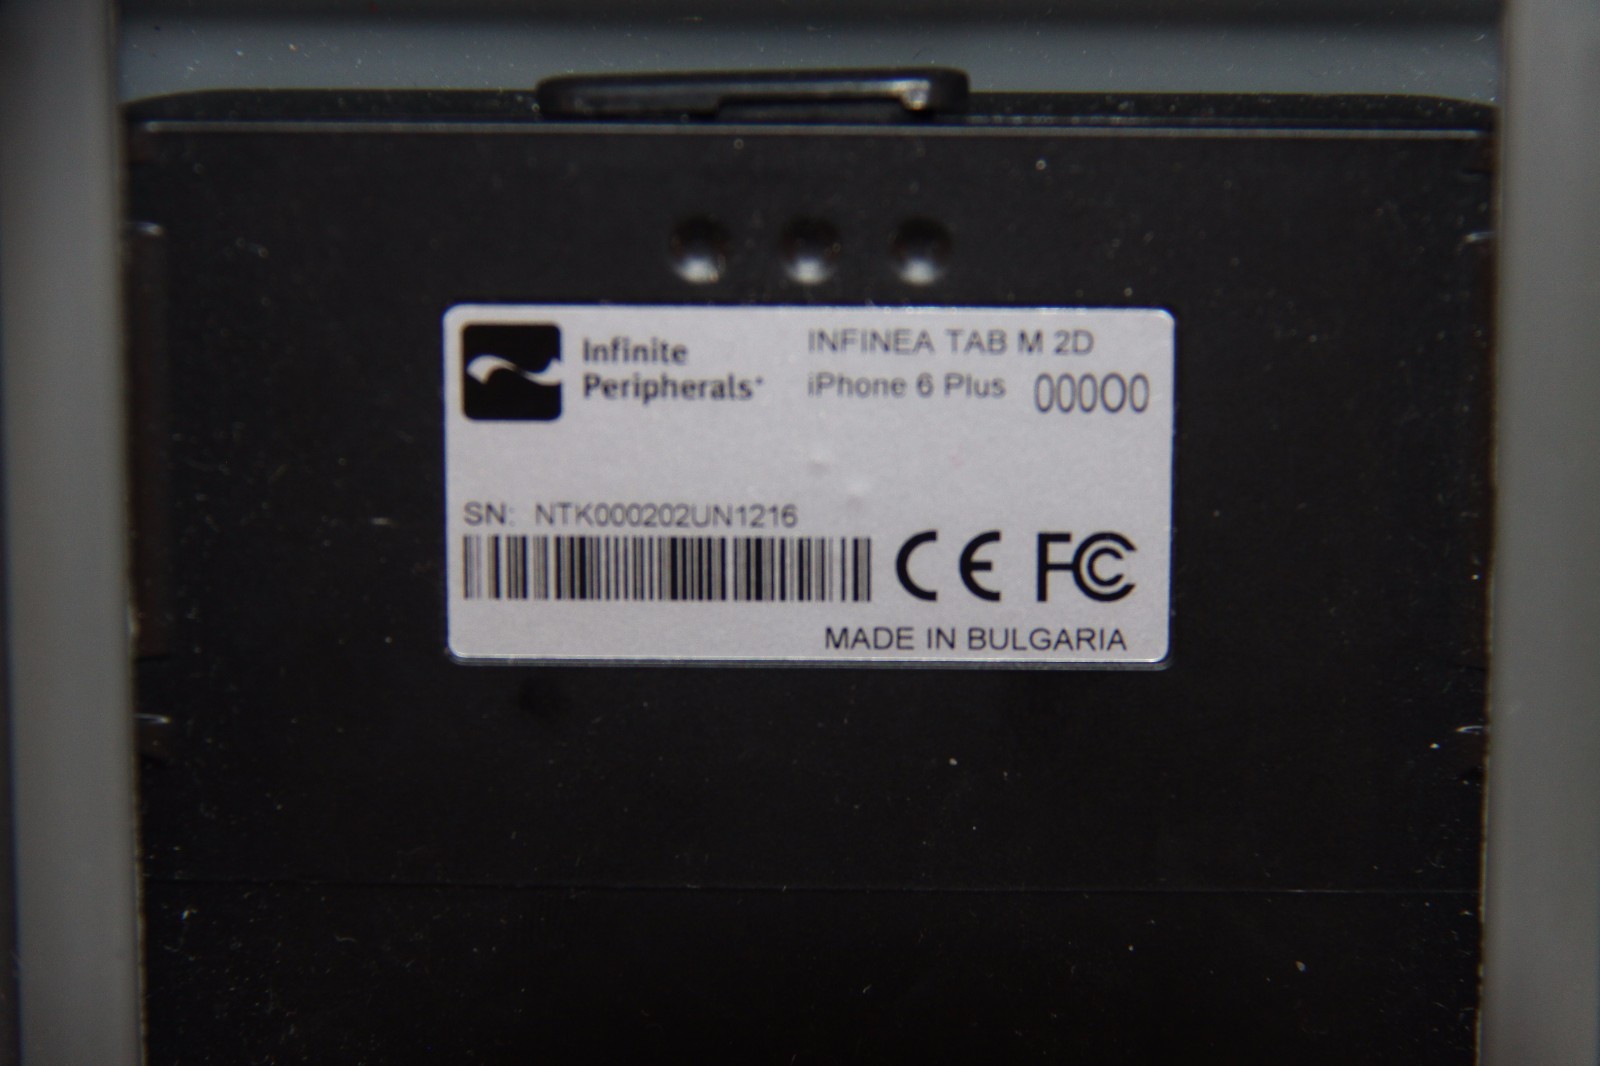 Infinite
Peripherals
INFINEA TAB M 2D
iPhone 6 Plus 00000
SN: NTK000202UN1216
CE FC
MADE IN BULGARIA